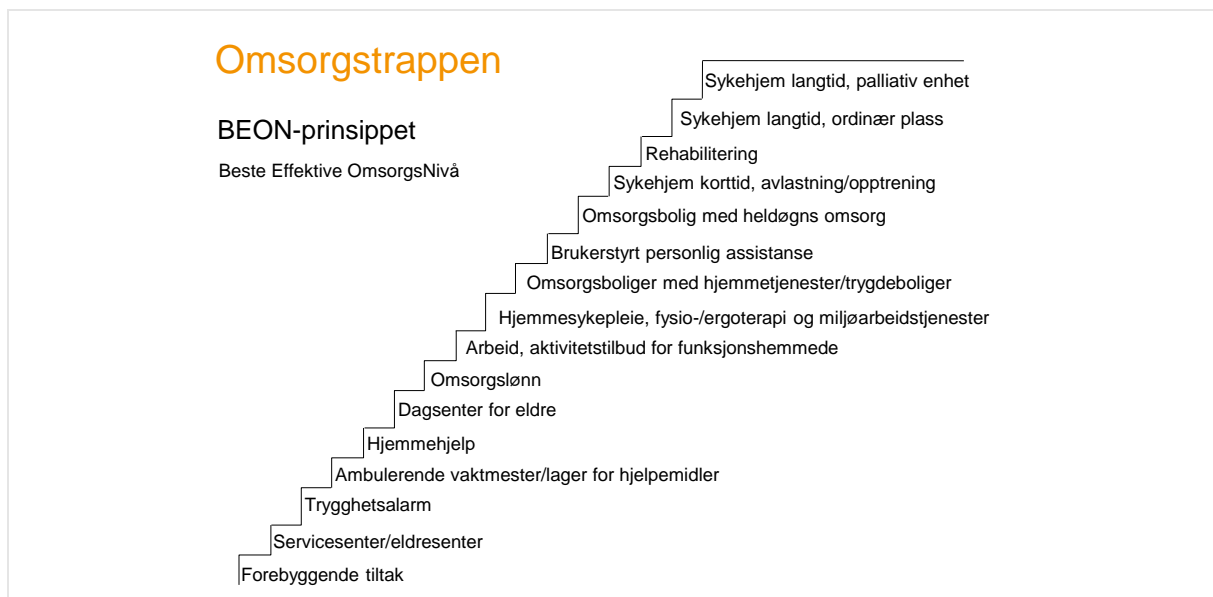 Omsorgstrappen
BEON-prinsippet
Beste Effektive OmsorgsNivå
Sykehjem langtid, palliativ enhet
Sykehjem langtid, ordinær plass
Rehabilitering
Sykehjem korttid, avlastning/opptrening
Omsorgsbolig med heldøgns omsorg
Brukerstyrt personlig assistanse
Omsorgsboliger med hjemmetjenester/trygdeboliger
Hjemmesykepleie, fysio-/ergoterapi og miljøarbeidstjenester
Arbeid, aktivitetstilbud for funksjonshemmede
Omsorgslønn
Dagsenter for eldre
Hjemmehjelp
Ambulerende vaktmester/lager for hjelpemidler
Trygghetsalarm
Servicesenter/eldresenter
Forebyggende tiltak